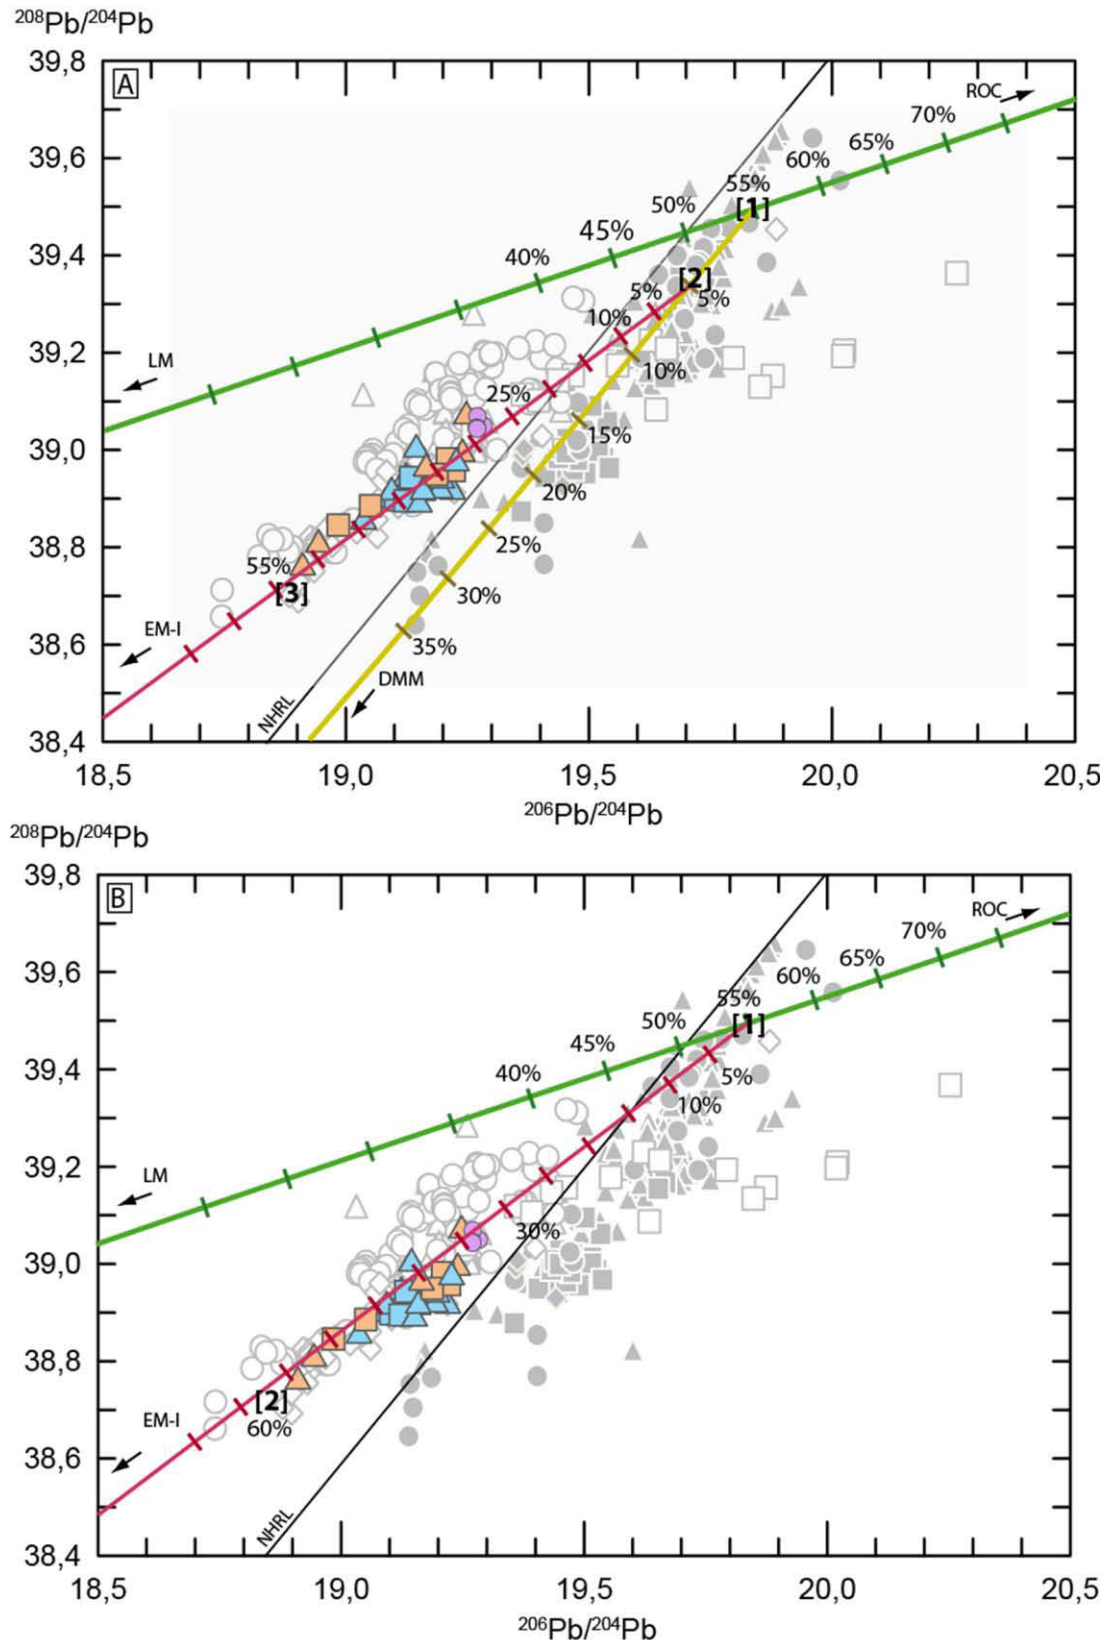 208Pb/204Pb
39,8
A
ROC
70%
65%
39,6
60%
55%
[1]
50%
45%
39,4
40%
[2]
5%
5%
10%
39,2
LM
10%
25%
15%
39,0
20%
25%
38,8
55%
[3]
30%
EM-I
35%
38,6
DMM
NHRL
38,4
18,5 19,0 19,5 20,0 20,5
206Pb/204Pb
208Pb/204Pb
39,8
B
ROC
70%
65%
39,6
60%
55%
[1]
50%
45%
39,4
40%
5%
10%
39,2
LM
30%
39,0
38,8
[2]
EM-I
60%
38,6
NHRL
38,4
18,5 19,0 19,5 20,0 20,5
206Pb/204Pb